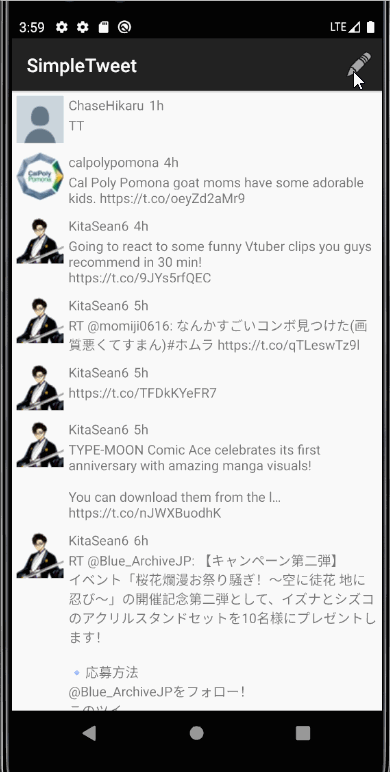 3:59
LTE
SimpleTweet
ChaseHikaru 1h
TT
calpolypomona 4h
Cal Poly Pomona goat moms have some adorable
kids. https://t.co/oeyZd2aMr9
CalPoly
Pomona
KitaSean6 4h
Going to react to some funny Vtuber clips you guys
recommend in 30 min!
https://t.co/9JYs5rfQEC
KitaSean6 5h
RT @momiji0616: なんかすごいコンボ見つけた(画
質悪くてすまん)#ホムラ https://t.co/qTLeswTz9l
KitaSean6 5h
https://t.co/TFDkKYeFR7
KitaSean6 5h
TYPE-MOON Comic Ace celebrates its first
anniversary with amazing manga visuals!
You can download them from the l…
https://t.co/nJWXBuodhK
KitaSean6 6h
RT @Blue_ArchiveJP: 【キャンペーン第二弾】
イベント「桜花爛漫お祭り騒ぎ！～空に徒花 地に
忍び～」の開催記念第二弾として、イズナとシズコ
のアクリルスタンドセットを10名様にプレゼントし
ます！
🔹応募方法
@Blue_ArchiveJPをフォロー！
このツイ